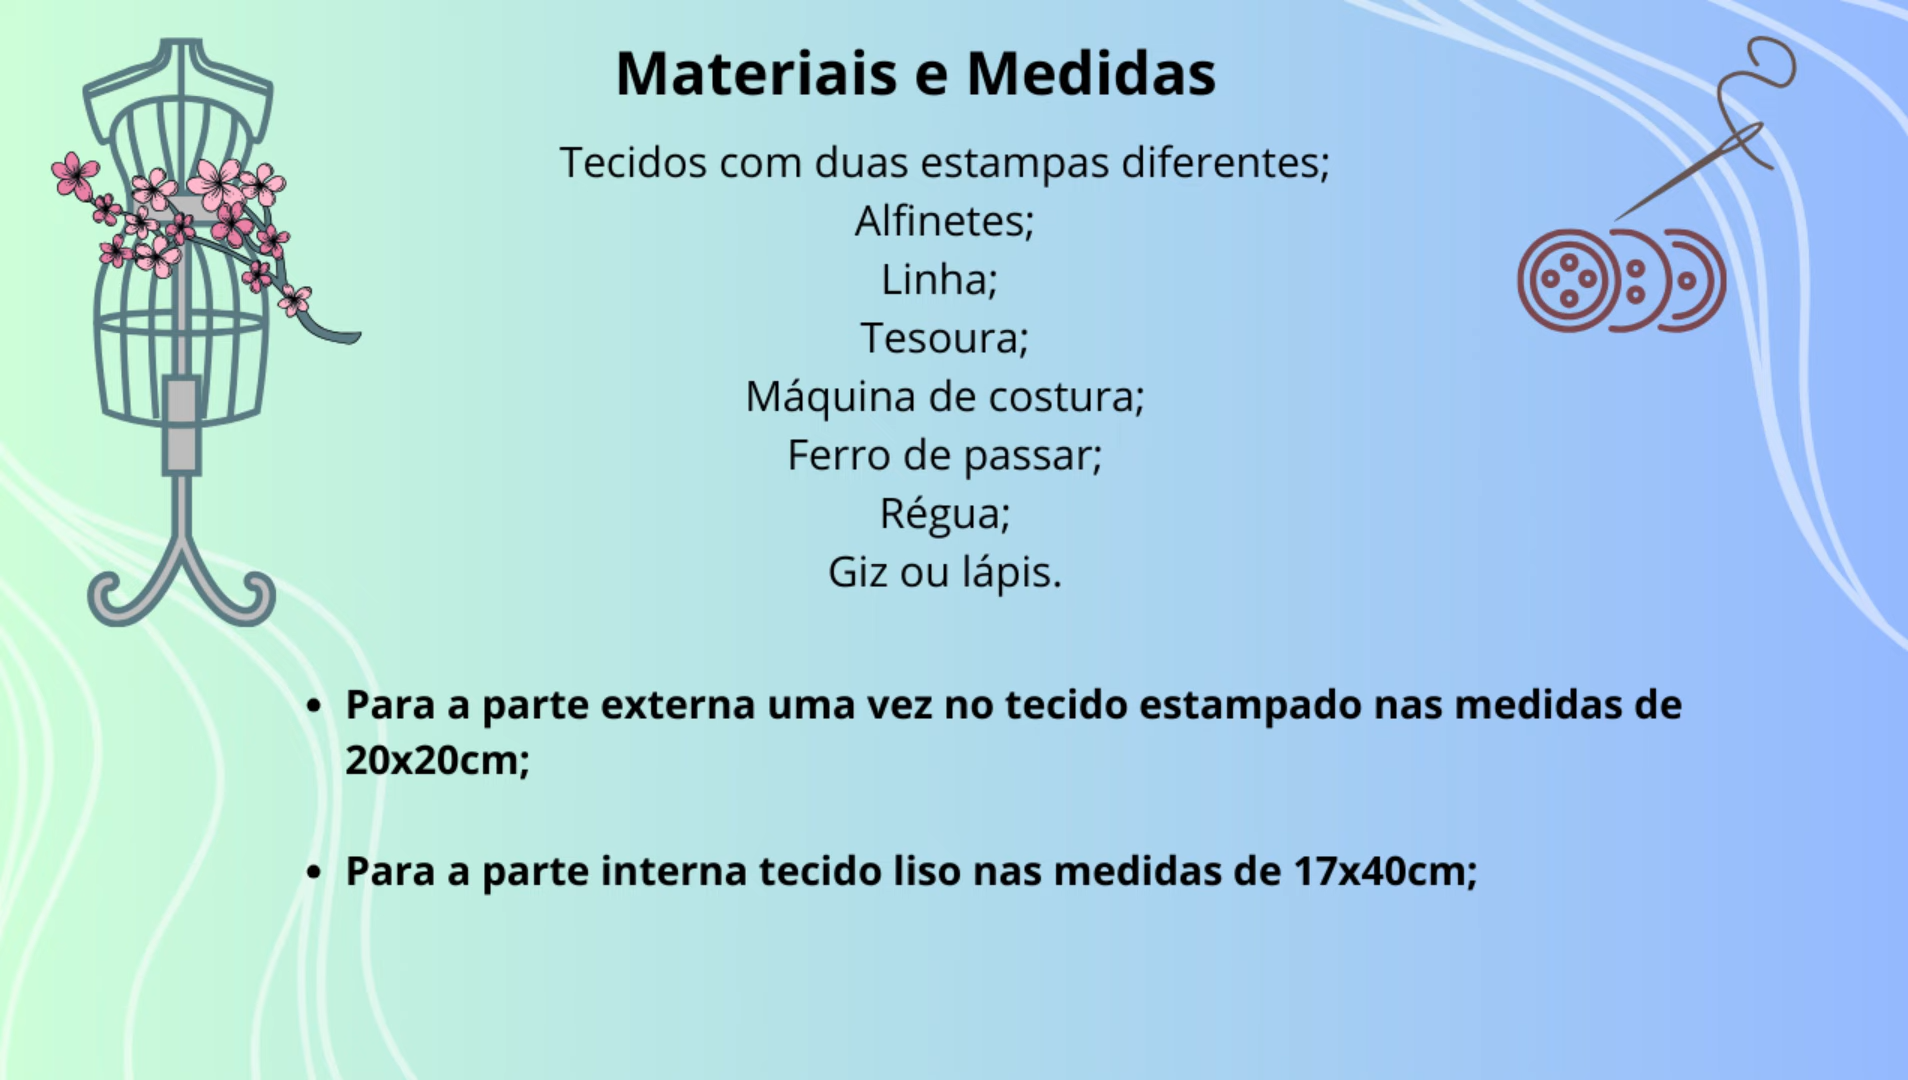 Materiais e Medidas
Tecidos com duas estampas diferentes;
Alfinetes;
Linha;
Tesoura;
Máquina de costura;
Ferro de passar;
Régua;
Giz ou lápis.
• Para a parte externa uma vez no tecido estampado nas medidas de
20x20cm;
• Para a parte interna tecido liso nas medidas de 17x40cm;